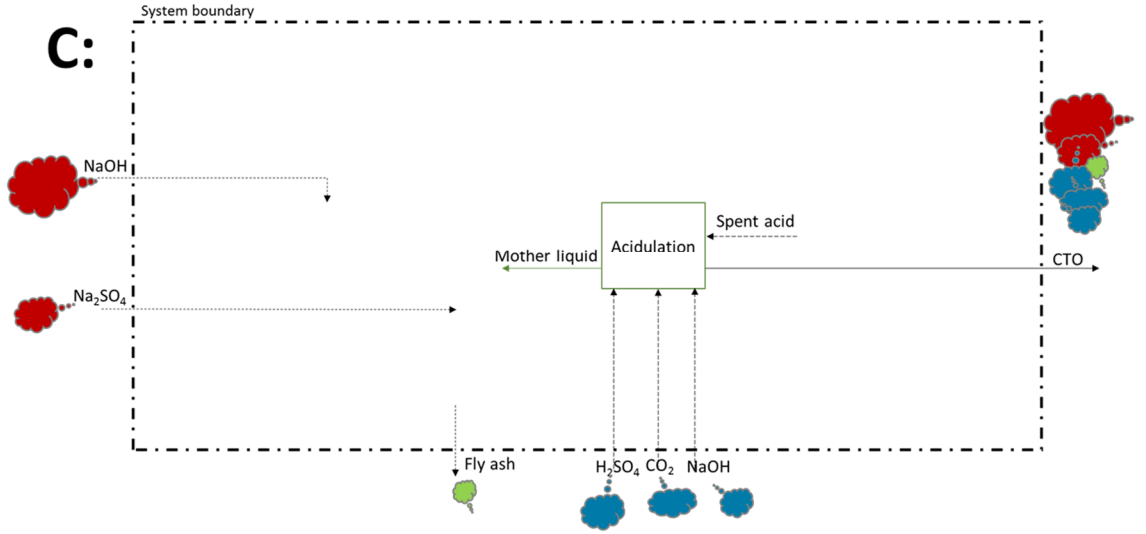 System boundary
C:
NaOH
Spent acid
Acidulation
Mother liquid
CTO
Na₂SO₄
Fly ash
H₂SO₄ CO₂ NaOH